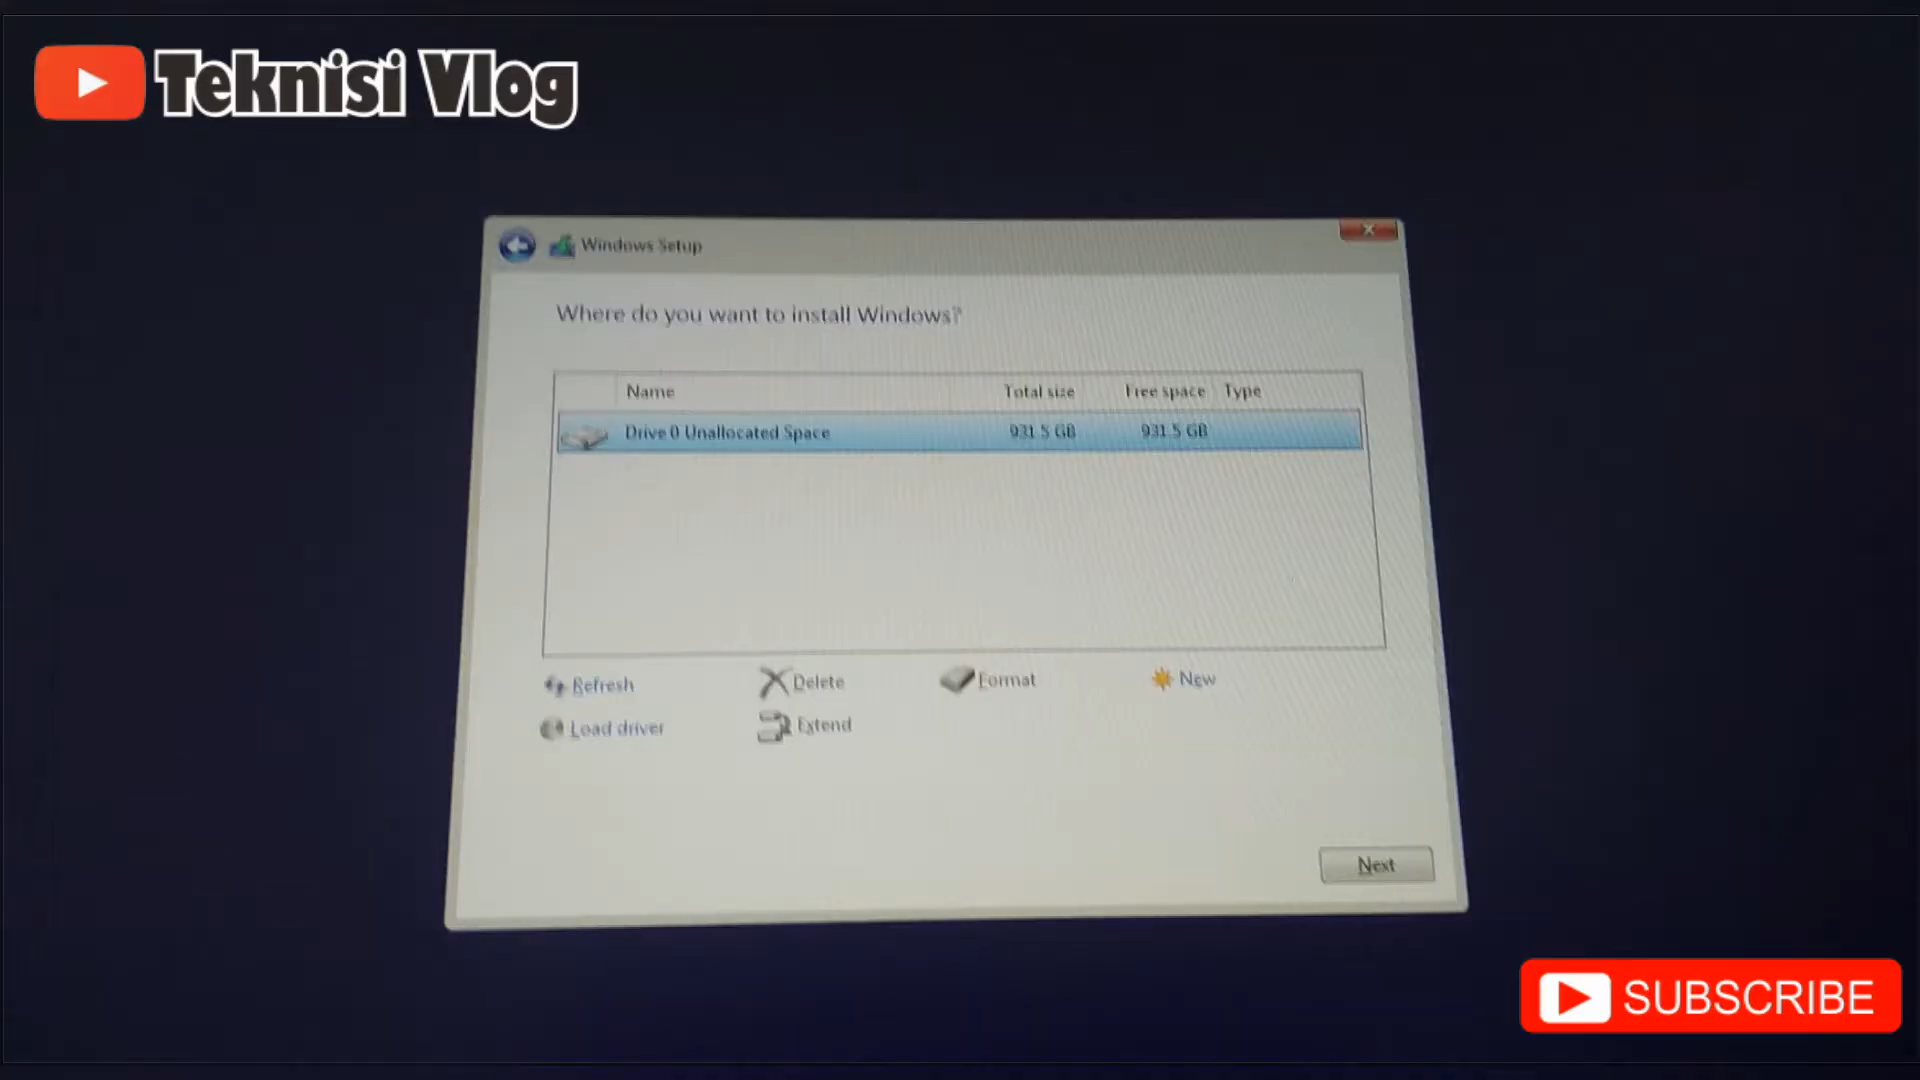 Teknisi Vlog
Windows Setup
Where do you want to install Windows?
Name Total size Free space Type
Drive 0 Unallocated Space 931.5 GB 931.5 GB
Refresh Delete Format New
Load driver Extend
Next
SUBSCRIBE